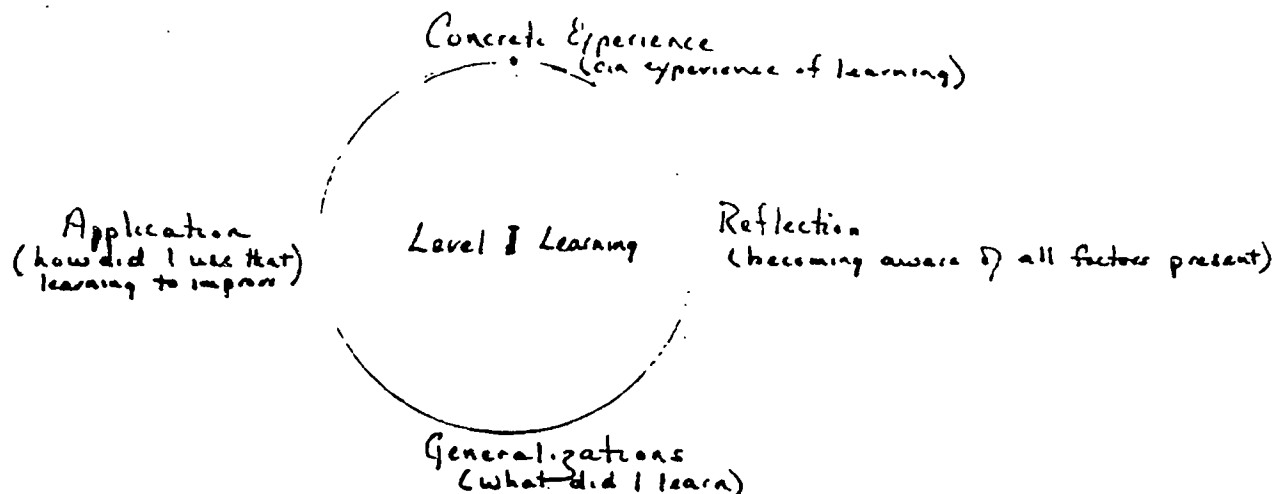 Concrete Experience
(an experience of learning)
Application
(how did I use that)
learning to improve
Level I Learning
Reflection
(becoming aware of all factors present)
Generalizations
(what did I learn)